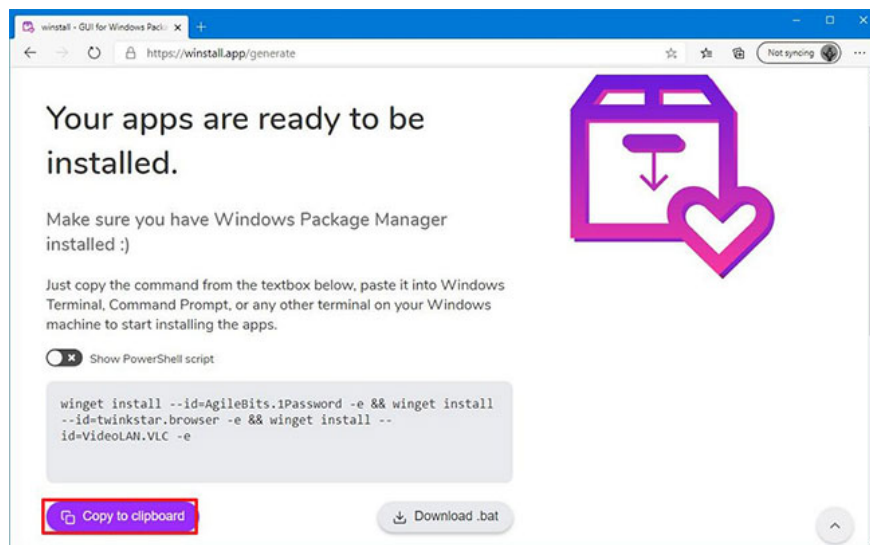 winstall - GUI for Windows Packa
https://winstall.app/generate
Not syncing
Your apps are ready to be
installed.
Make sure you have Windows Package Manager
installed :)
Just copy the command from the textbox below, paste it into Windows
Terminal, Command Prompt, or any other terminal on your Windows
machine to start installing the apps.
Show PowerShell script
winget install --id=AgileBits.1Password -e && winget install
--id=twinkstar.browser -e && winget install --
id=VideoLAN.VLC -e
Copy to clipboard
Download .bat